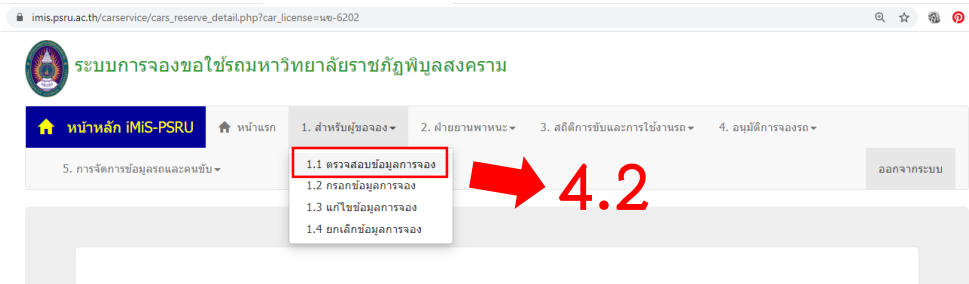 imis.psru.ac.th/carservice/cars_reserve_detail.php?car_license=นข-6202
ระบบการจองขอใช้รถมหาวิทยาลัยราชภัฏพิบูลสงคราม
หน้าหลัก iMiS-PSRU หน้าแรก 1. สำหรับผู้ขอจอง 2. ฝ่ายยานพาหนะ 3. สถิติการขับและการใช้งานรถ 4. อนุมัติการจองรถ
5. การจัดการข้อมูลรถและคนขับ ออกจากระบบ
1.1 ตรวจสอบข้อมูลการจอง
1.2 กรอกข้อมูลการจอง
1.3 แก้ไขข้อมูลการจอง
1.4 ยกเลิกข้อมูลการจอง
4.2